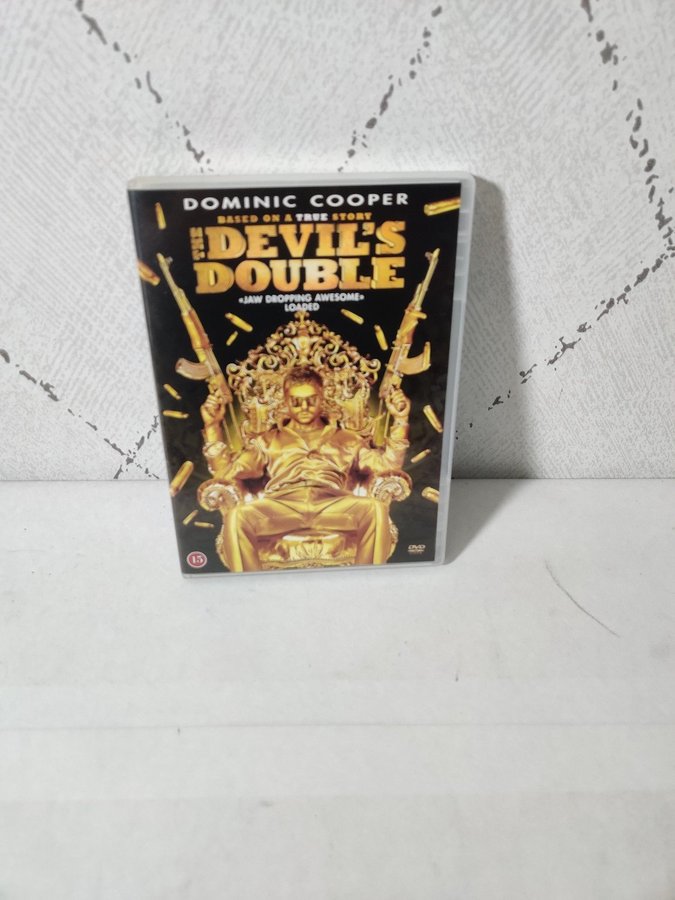 DOMINIC COOPER
BASED ON A TRUE STORY
THE DEVIL'S
DOUBLE
«JAW DROPPING AWESOME»
LOADED
15
DVD